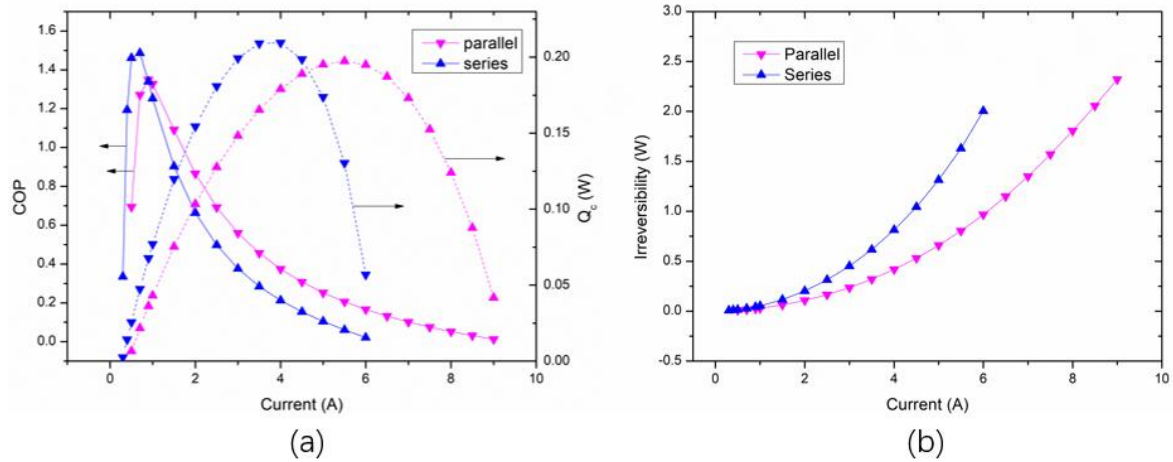 1.6
1.4
1.2
1.0
0.8
0.6
0.4
0.2
0.0
COP
parallel
series
0.20
0.15
0.10
0.05
0.00
Q_c (W)
0 2 4 6 8 10
Current (A)
(a)
3.0
2.5
2.0
1.5
1.0
0.5
0.0
-0.5
Irreversibility (W)
Parallel
Series
0 2 4 6 8 10
Current (A)
(b)